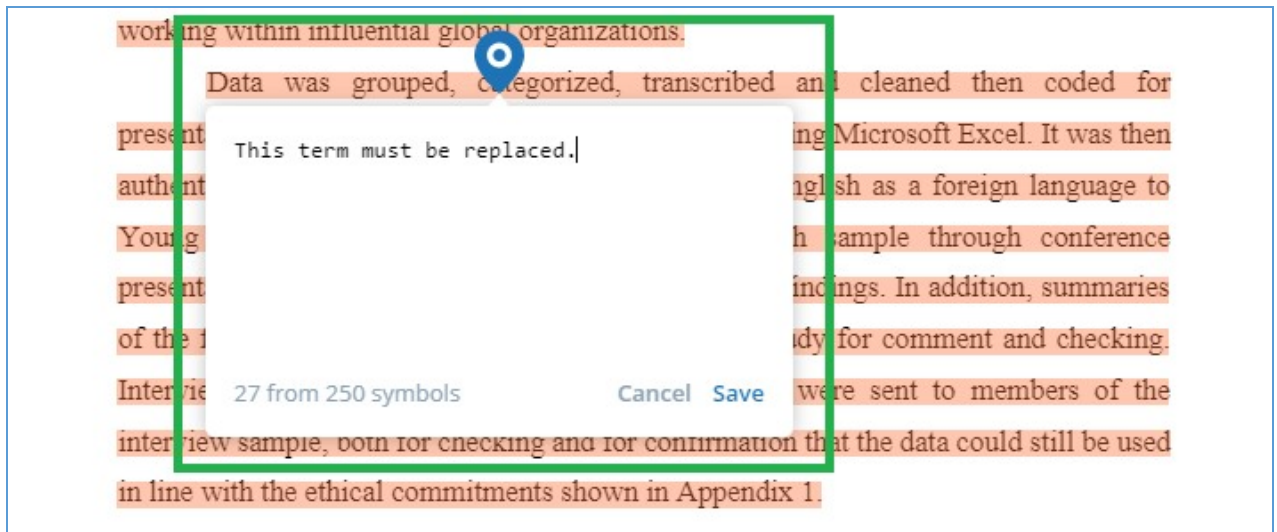 working within influential global organizations.
Data was grouped, categorized, transcribed and cleaned then coded for
present ing Microsoft Excel. It was then
authent nglish as a foreign language to
Young h sample through conference
present indings. In addition, summaries
of the f udy for comment and checking.
Intervie were sent to members of the
interview sample, both for checking and for confirmation that the data could still be used
in line with the ethical commitments shown in Appendix 1.
This term must be replaced.
27 from 250 symbols
Cancel Save